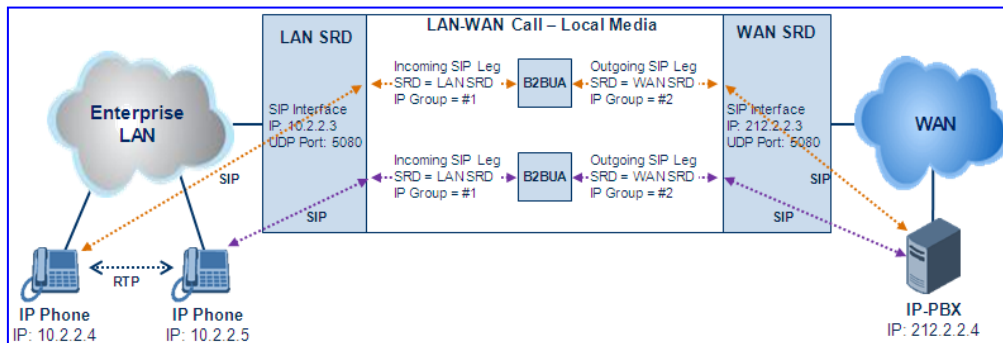 LAN-WAN Call – Local Media
LAN SRD
WAN SRD
Incoming SIP Leg
SRD = LAN SRD
IP Group = #1
B2BUA
Outgoing SIP Leg
SRD = WAN SRD
IP Group = #2
Enterprise
LAN
SIP Interface
IP: 10.2.2.3
UDP Port: 5080
SIP Interface
IP: 212.2.2.3
UDP Port: 5080
WAN
Incoming SIP Leg
SRD = LAN SRD
IP Group = #1
B2BUA
Outgoing SIP Leg
SRD = WAN SRD
IP Group = #2
SIP
SIP
SIP
SIP
RTP
IP Phone
IP: 10.2.2.4
IP Phone
IP: 10.2.2.5
IP-PBX
IP: 212.2.2.4